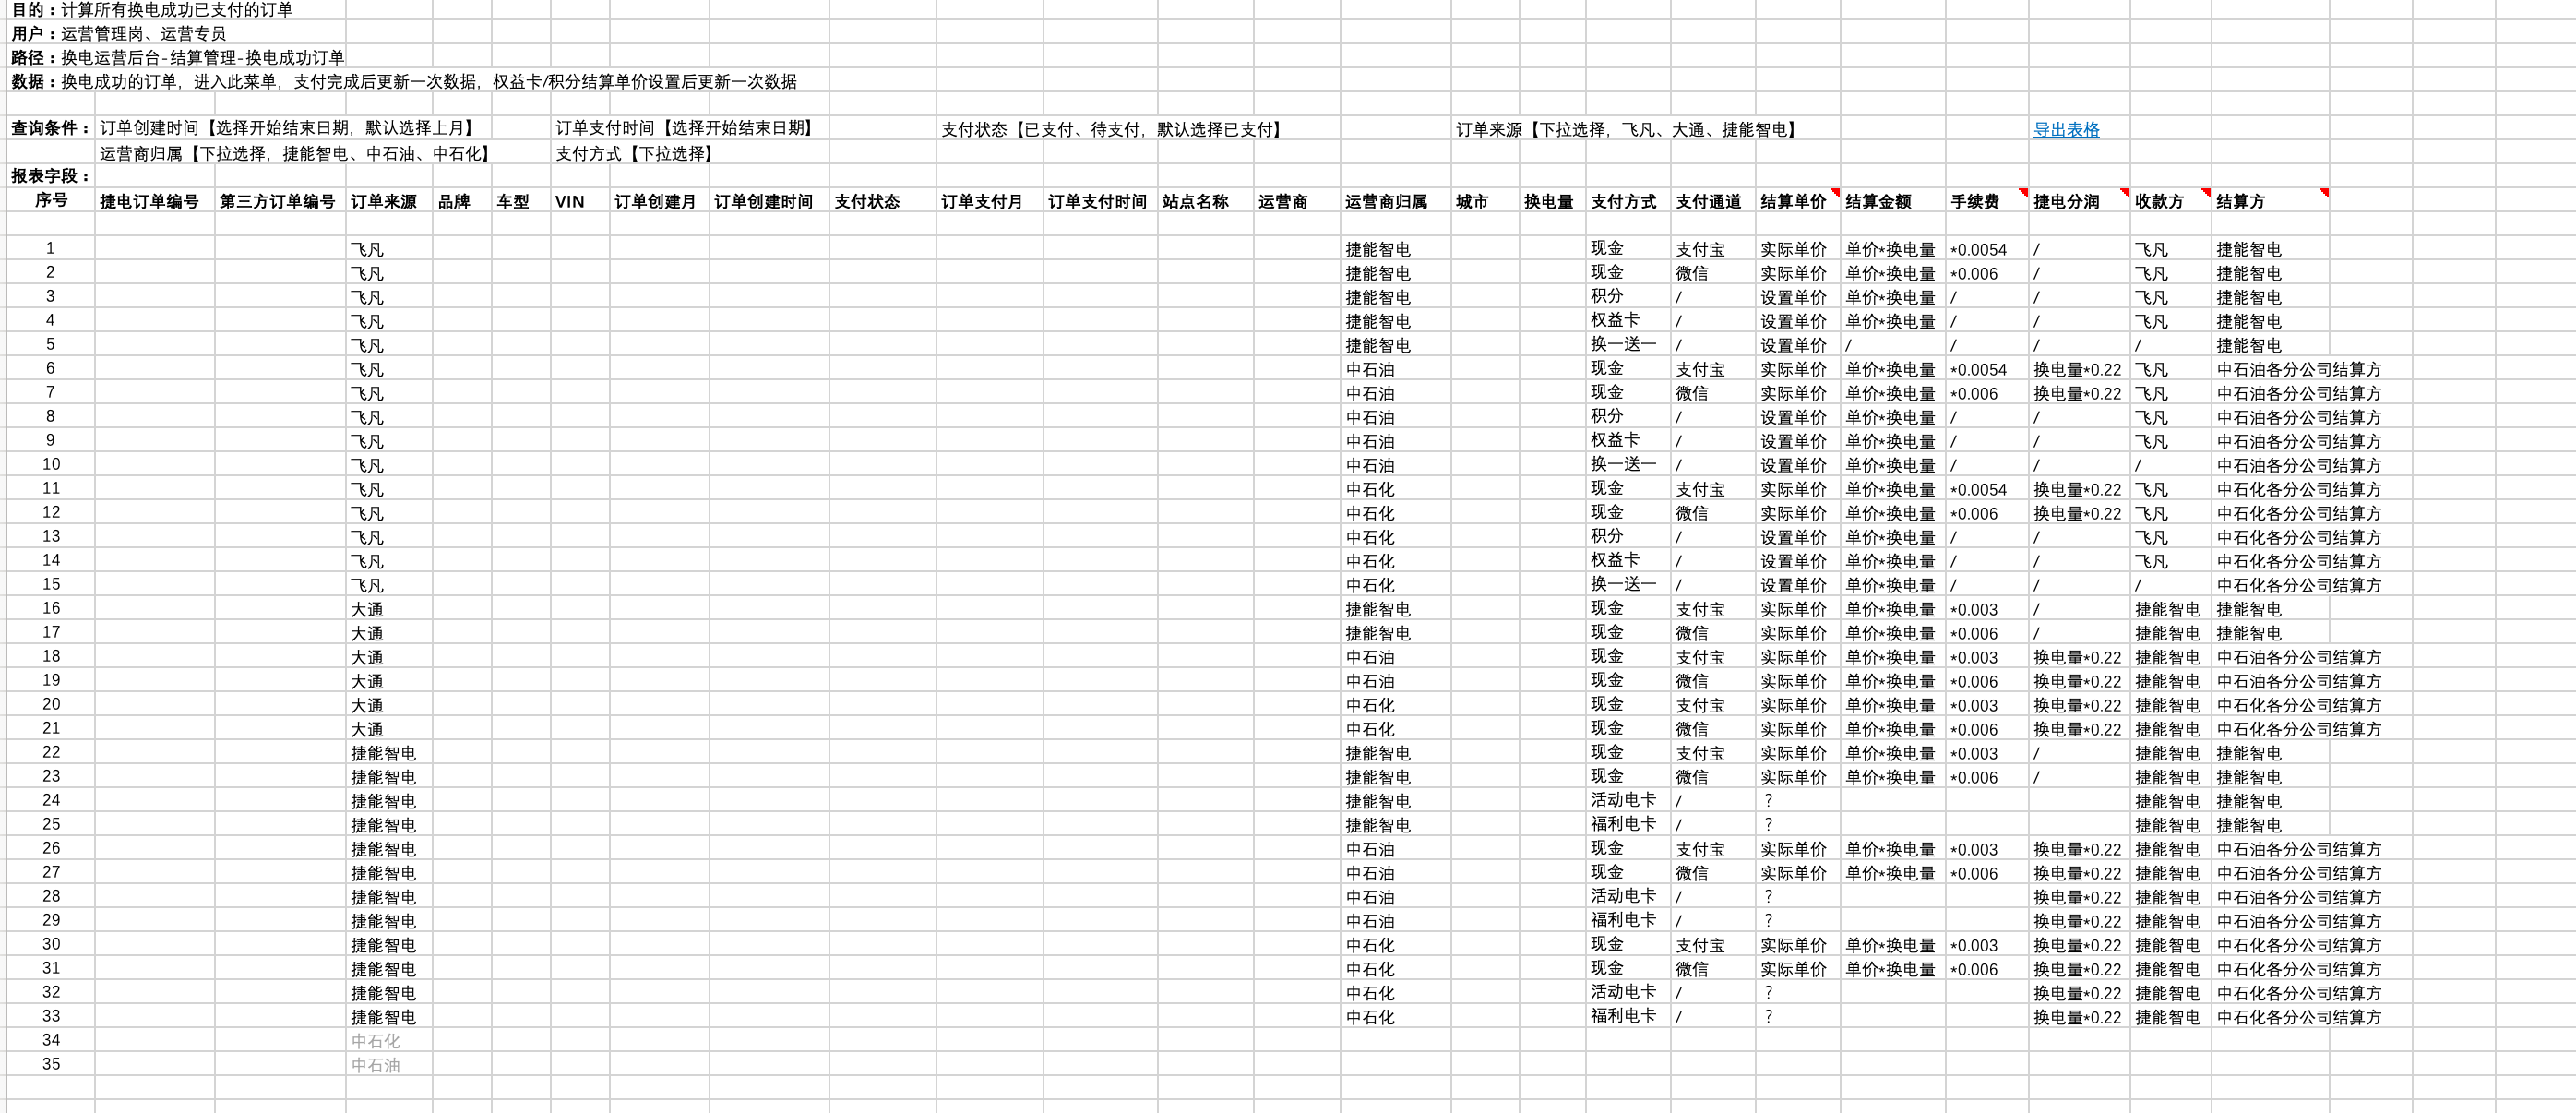 目的：计算所有换电成功已支付的订单
用户：运营管理岗、运营专员
路径：换电运营后台-结算管理-换电成功订单
数据：换电成功的订单，进入此菜单，支付完成后更新一次数据，权益卡/积分结算单价设置后更新一次数据
查询条件： 订单创建时间【选择开始结束日期，默认选择上月】 订单支付时间【选择开始结束日期】 支付状态【已支付、待支付，默认选择已支付】 订单来源【下拉选择，飞凡、大通、捷能智电】 导出表格
运营商归属【下拉选择，捷能智电、中石油、中石化】 支付方式【下拉选择】
报表字段：
序号 捷电订单编号 第三方订单编号 订单来源 品牌 车型 VIN 订单创建月 订单创建时间 支付状态 订单支付月 订单支付时间 站点名称 运营商 运营商归属 城市 换电量 支付方式 支付通道 结算单价 结算金额 手续费 捷电分润 收款方 结算方
1 飞凡 捷能智电 现金 支付宝 实际单价 单价*换电量 *0.0054 / 飞凡 捷能智电
2 飞凡 捷能智电 现金 微信 实际单价 单价*换电量 *0.006 / 飞凡 捷能智电
3 飞凡 捷能智电 积分 / 设置单价 单价*换电量 / / 飞凡 捷能智电
4 飞凡 捷能智电 权益卡 / 设置单价 单价*换电量 / / 飞凡 捷能智电
5 飞凡 捷能智电 换一送一 / 设置单价 / / / / 捷能智电
6 飞凡 中石油 现金 支付宝 实际单价 单价*换电量 *0.0054 换电量*0.22 飞凡 中石油各分公司结算方
7 飞凡 中石油 现金 微信 实际单价 单价*换电量 *0.006 换电量*0.22 飞凡 中石油各分公司结算方
8 飞凡 中石油 积分 / 设置单价 单价*换电量 / / 飞凡 中石油各分公司结算方
9 飞凡 中石油 权益卡 / 设置单价 单价*换电量 / / 飞凡 中石油各分公司结算方
10 飞凡 中石油 换一送一 / 设置单价 单价*换电量 / / / 中石油各分公司结算方
11 飞凡 中石化 现金 支付宝 实际单价 单价*换电量 *0.0054 换电量*0.22 飞凡 中石化各分公司结算方
12 飞凡 中石化 现金 微信 实际单价 单价*换电量 *0.006 换电量*0.22 飞凡 中石化各分公司结算方
13 飞凡 中石化 积分 / 设置单价 单价*换电量 / / 飞凡 中石化各分公司结算方
14 飞凡 中石化 权益卡 / 设置单价 单价*换电量 / / 飞凡 中石化各分公司结算方
15 飞凡 中石化 换一送一 / 设置单价 单价*换电量 / / / 中石化各分公司结算方
16 大通 捷能智电 现金 支付宝 实际单价 单价*换电量 *0.003 / 捷能智电 捷能智电
17 大通 捷能智电 现金 微信 实际单价 单价*换电量 *0.006 / 捷能智电 捷能智电
18 大通 中石油 现金 支付宝 实际单价 单价*换电量 *0.003 换电量*0.22 捷能智电 中石油各分公司结算方
19 大通 中石油 现金 微信 实际单价 单价*换电量 *0.006 换电量*0.22 捷能智电 中石油各分公司结算方
20 大通 中石化 现金 支付宝 实际单价 单价*换电量 *0.003 换电量*0.22 捷能智电 中石化各分公司结算方
21 大通 中石化 现金 微信 实际单价 单价*换电量 *0.006 换电量*0.22 捷能智电 中石化各分公司结算方
22 捷能智电 捷能智电 现金 支付宝 实际单价 单价*换电量 *0.003 / 捷能智电 捷能智电
23 捷能智电 捷能智电 现金 微信 实际单价 单价*换电量 *0.006 / 捷能智电 捷能智电
24 捷能智电 捷能智电 活动电卡 / ？ 捷能智电 捷能智电
25 捷能智电 捷能智电 福利电卡 / ？ 捷能智电 捷能智电
26 捷能智电 中石油 现金 支付宝 实际单价 单价*换电量 *0.003 换电量*0.22 捷能智电 中石油各分公司结算方
27 捷能智电 中石油 现金 微信 实际单价 单价*换电量 *0.006 换电量*0.22 捷能智电 中石油各分公司结算方
28 捷能智电 中石油 活动电卡 / ？ 换电量*0.22 捷能智电 中石油各分公司结算方
29 捷能智电 中石油 福利电卡 / ？ 换电量*0.22 捷能智电 中石油各分公司结算方
30 捷能智电 中石化 现金 支付宝 实际单价 单价*换电量 *0.003 换电量*0.22 捷能智电 中石化各分公司结算方
31 捷能智电 中石化 现金 微信 实际单价 单价*换电量 *0.006 换电量*0.22 捷能智电 中石化各分公司结算方
32 捷能智电 中石化 活动电卡 / ？ 换电量*0.22 捷能智电 中石化各分公司结算方
33 捷能智电 中石化 福利电卡 / ？ 换电量*0.22 捷能智电 中石化各分公司结算方
34 中石化
35 中石油